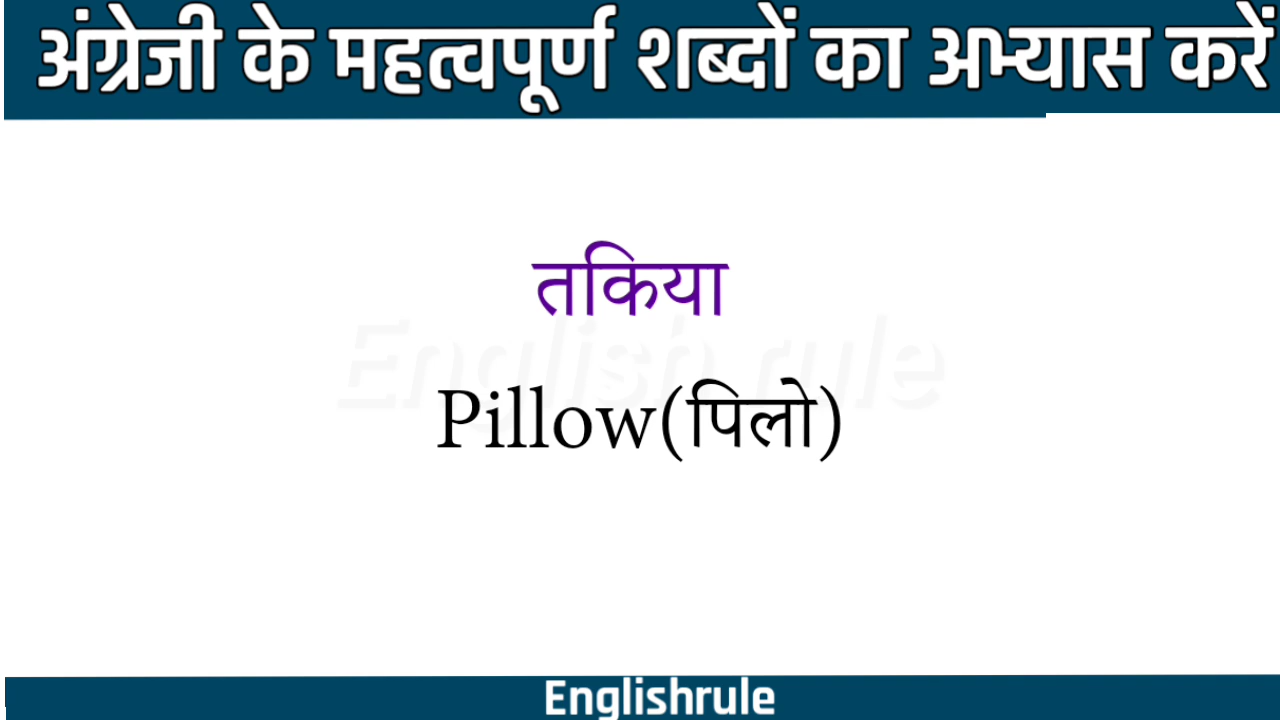 अंग्रेजी के महत्वपूर्ण शब्दों का अभ्यास करें
तकिया
English rule
Pillow(पिलो)
Englishrule